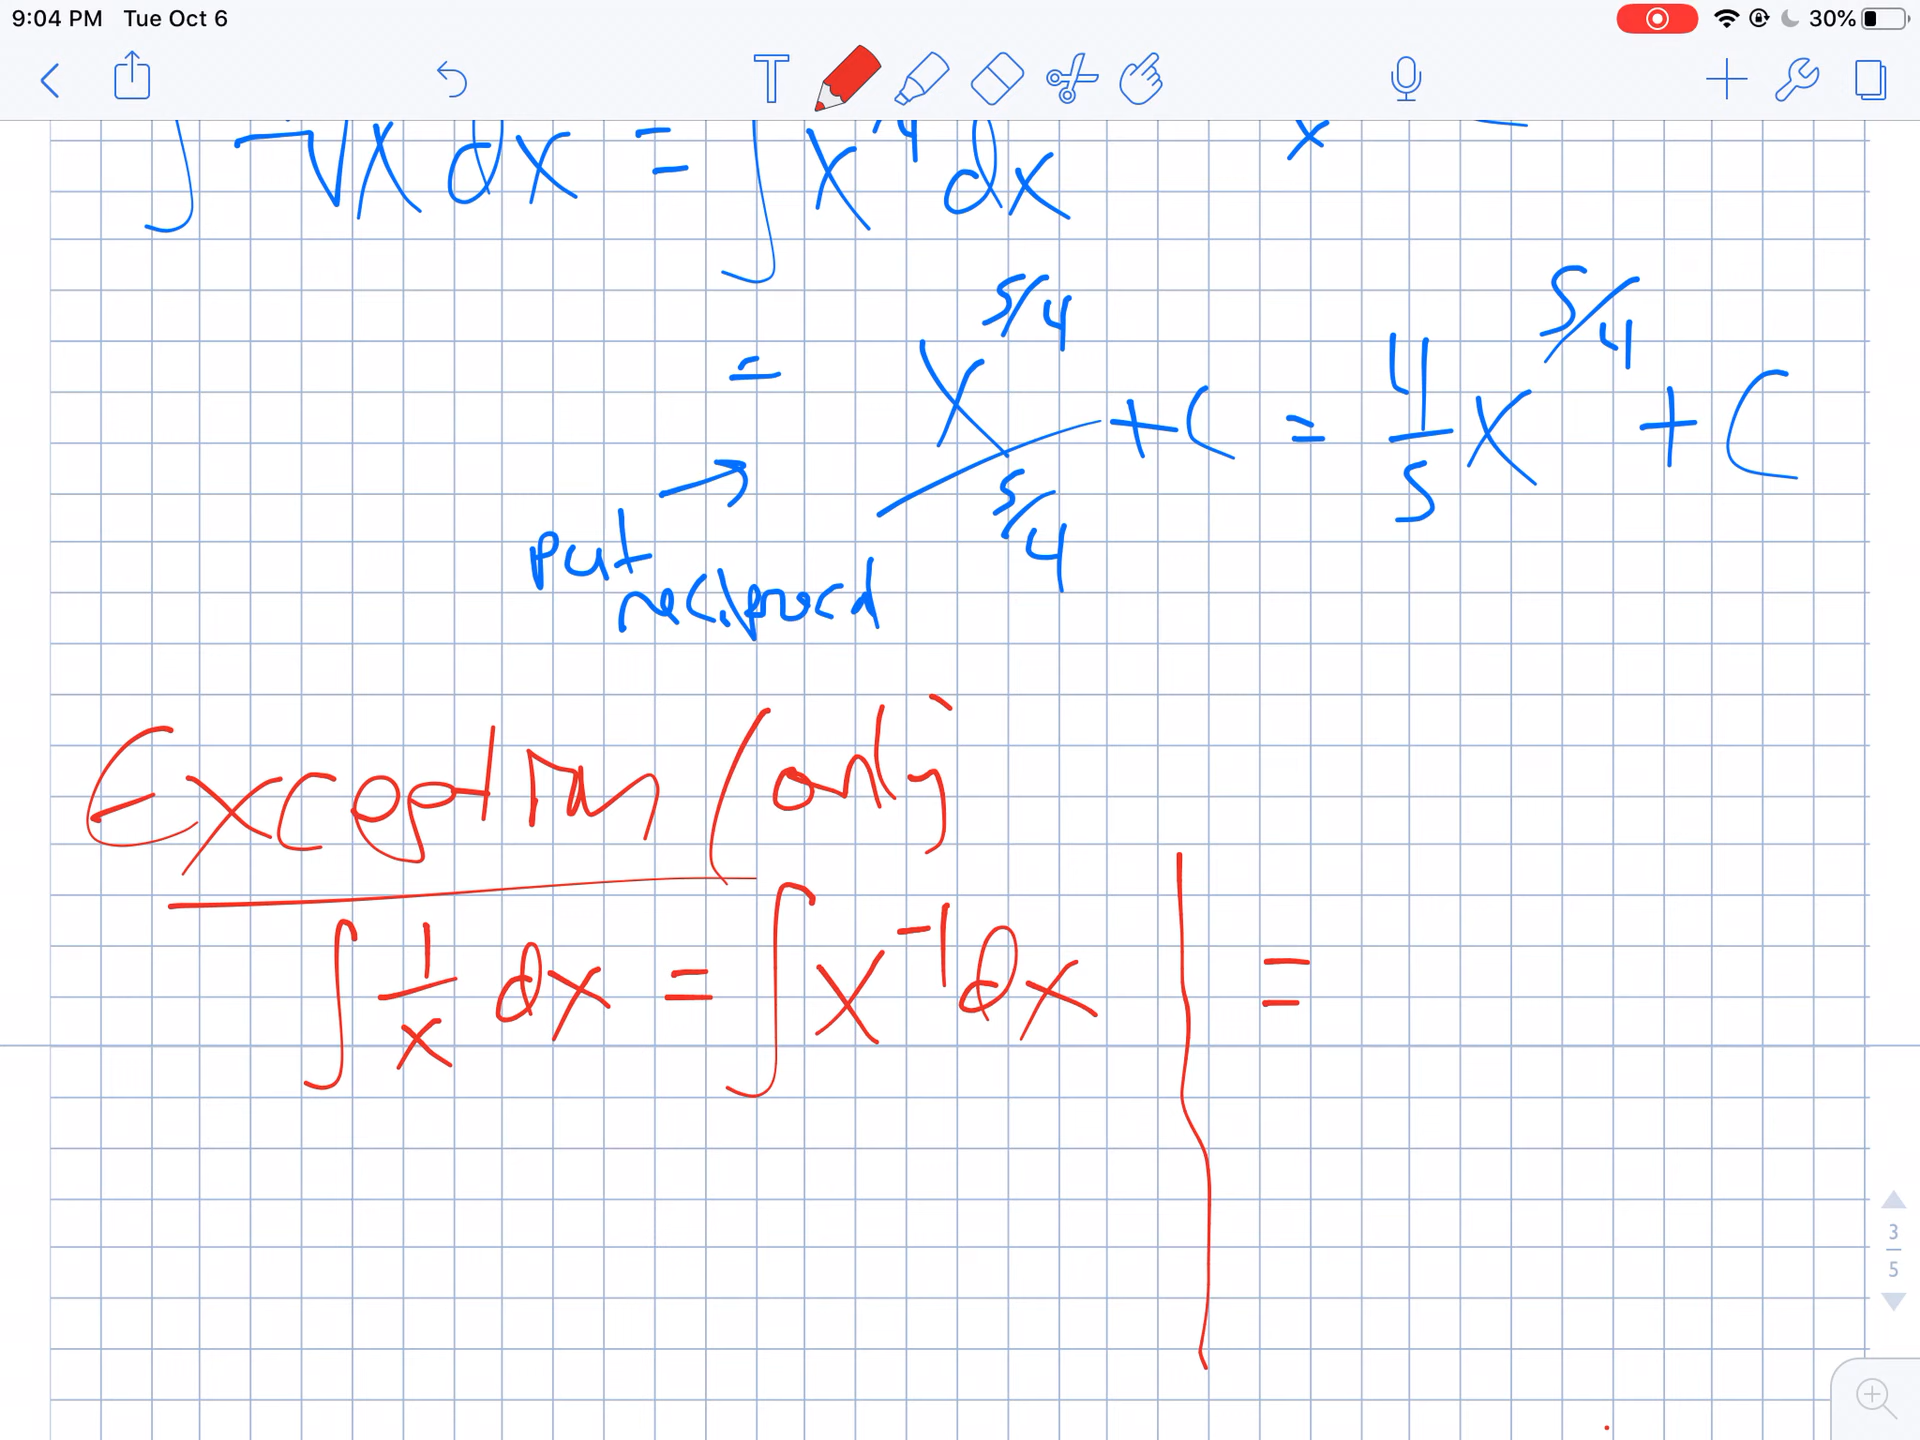 9:04 PM Tue Oct 6 30%
T
∫ √x dx = ∫ x^1/4 dx x
= x^5/4 / 5/4 + C = 4/5 x^5/4 + C
put
reciprocal
Exception (only)
∫ 1/x dx = ∫ x^-1 dx | =
3
5